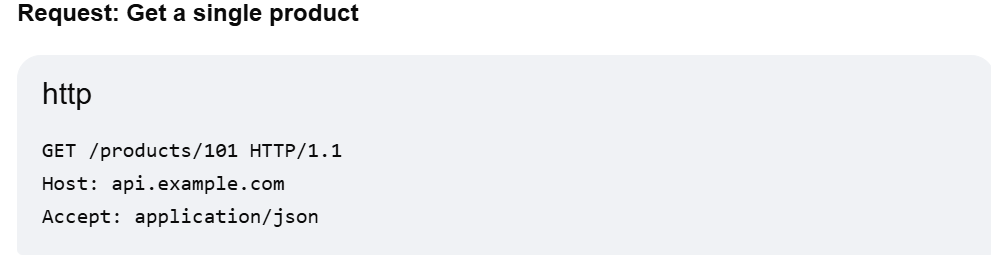 Request: Get a single product
http
GET /products/101 HTTP/1.1
Host: api.example.com
Accept: application/json